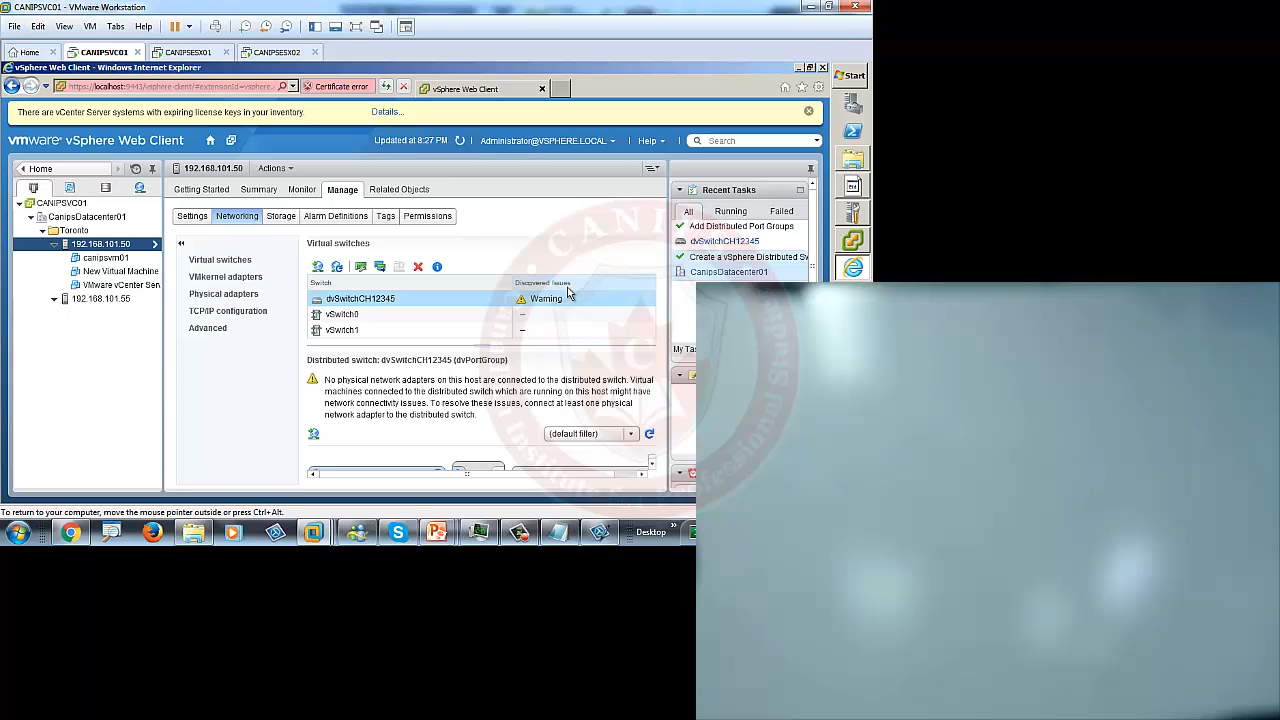 CANIPSVC01 - VMware Workstation
File Edit View VM Tabs Help
Home CANIPSVC01 CANIPSESX01 CANIPSESX02
vSphere Web Client - Windows Internet Explorer
https://localhost:9443/vsphere-client/#extensionId=vsphere... Certificate error vSphere Web Client
Start
There are vCenter Server systems with expiring license keys in your inventory. Details...
vmware® vSphere Web Client Updated at 8:27 PM Administrator@VSPHERE.LOCAL Help Search
Home 192.168.101.50 Actions
Getting Started Summary Monitor Manage Related Objects
Recent Tasks
Settings Networking Storage Alarm Definitions Tags Permissions
All Running Failed
CANIPSVC01
CanipsDatacenter01
Toronto
192.168.101.50
canipsvm01
New Virtual Machine
VMware vCenter Server
192.168.101.55
Virtual switches
VMkernel adapters
Physical adapters
TCP/IP configuration
Advanced
Virtual switches
Switch Discovered Issues
dvSwitchCH12345 Warning
vSwitch0 --
vSwitch1 --
Distributed switch: dvSwitchCH12345 (dvPortGroup)
No physical network adapters on this host are connected to the distributed switch. Virtual
machines connected to the distributed switch which are running on this host might have
network connectivity issues. To resolve these issues, connect at least one physical
network adapter to the distributed switch.
(default filter)
Add Distributed Port Groups
dvSwitchCH12345
Create a vSphere Distributed Sw
CanipsDatacenter01
My Tas
To return to your computer, move the mouse pointer outside or press Ctrl+Alt.
Desktop